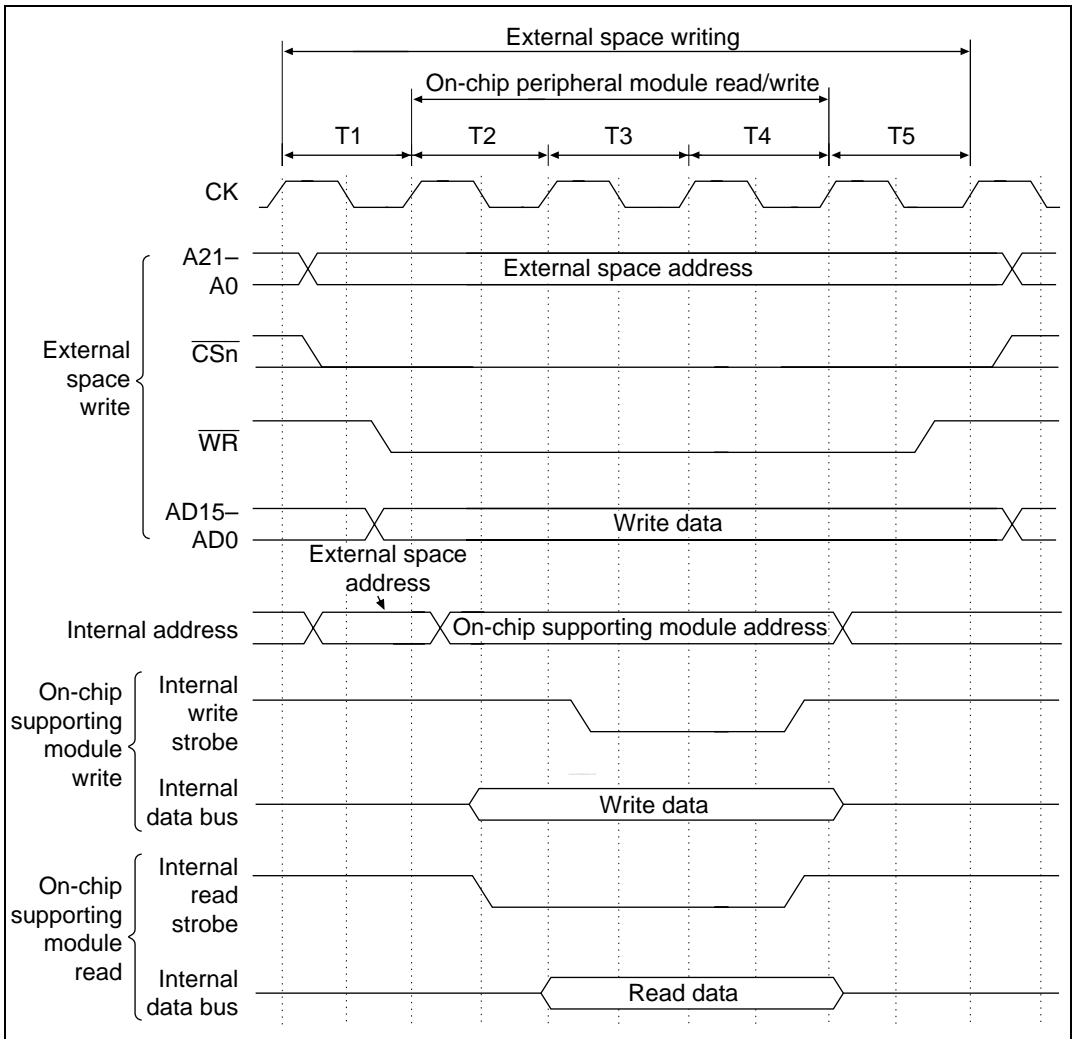 External space writing
On-chip peripheral module read/write
T1 T2 T3 T4 T5
CK
A21–
A0
External space address
External
space
write
CSn
WR
AD15–
AD0
Write data
External space
address
Internal address
On-chip supporting module address
On-chip
supporting
module
write
Internal
write
strobe
Internal
data bus
Write data
On-chip
supporting
module
read
Internal
read
strobe
Internal
data bus
Read data